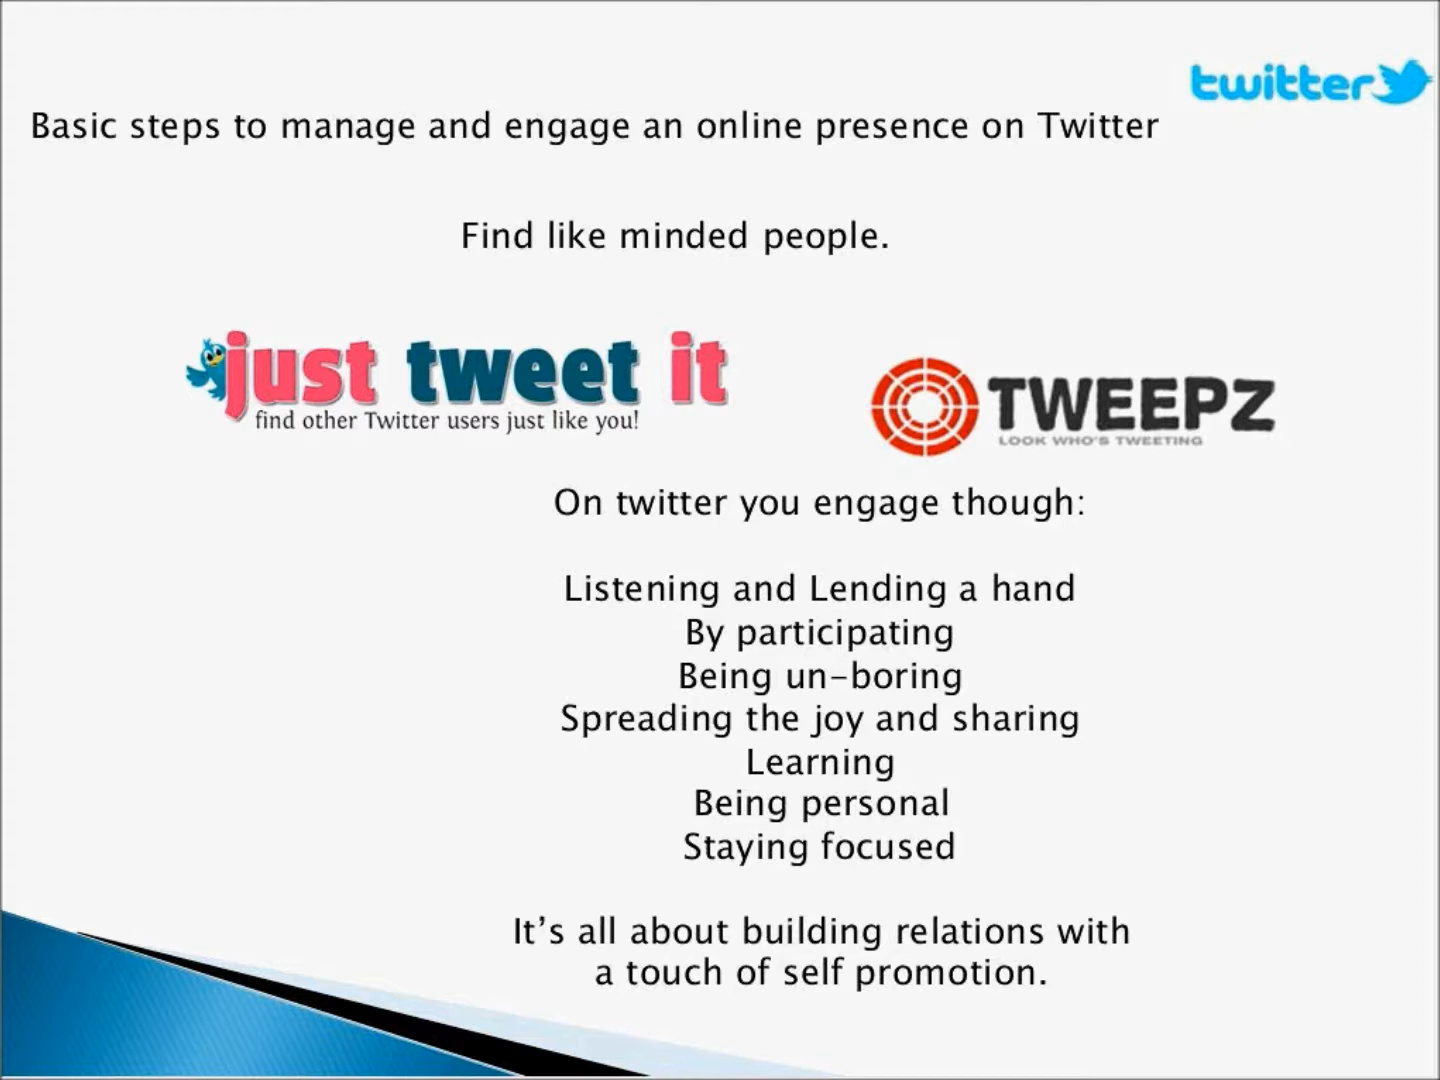 twitter
Basic steps to manage and engage an online presence on Twitter
Find like minded people.
just tweet it
find other Twitter users just like you!
TWEEPZ
LOOK WHO'S TWEETING
On twitter you engage though:
Listening and Lending a hand
By participating
Being un-boring
Spreading the joy and sharing
Learning
Being personal
Staying focused
It's all about building relations with
a touch of self promotion.